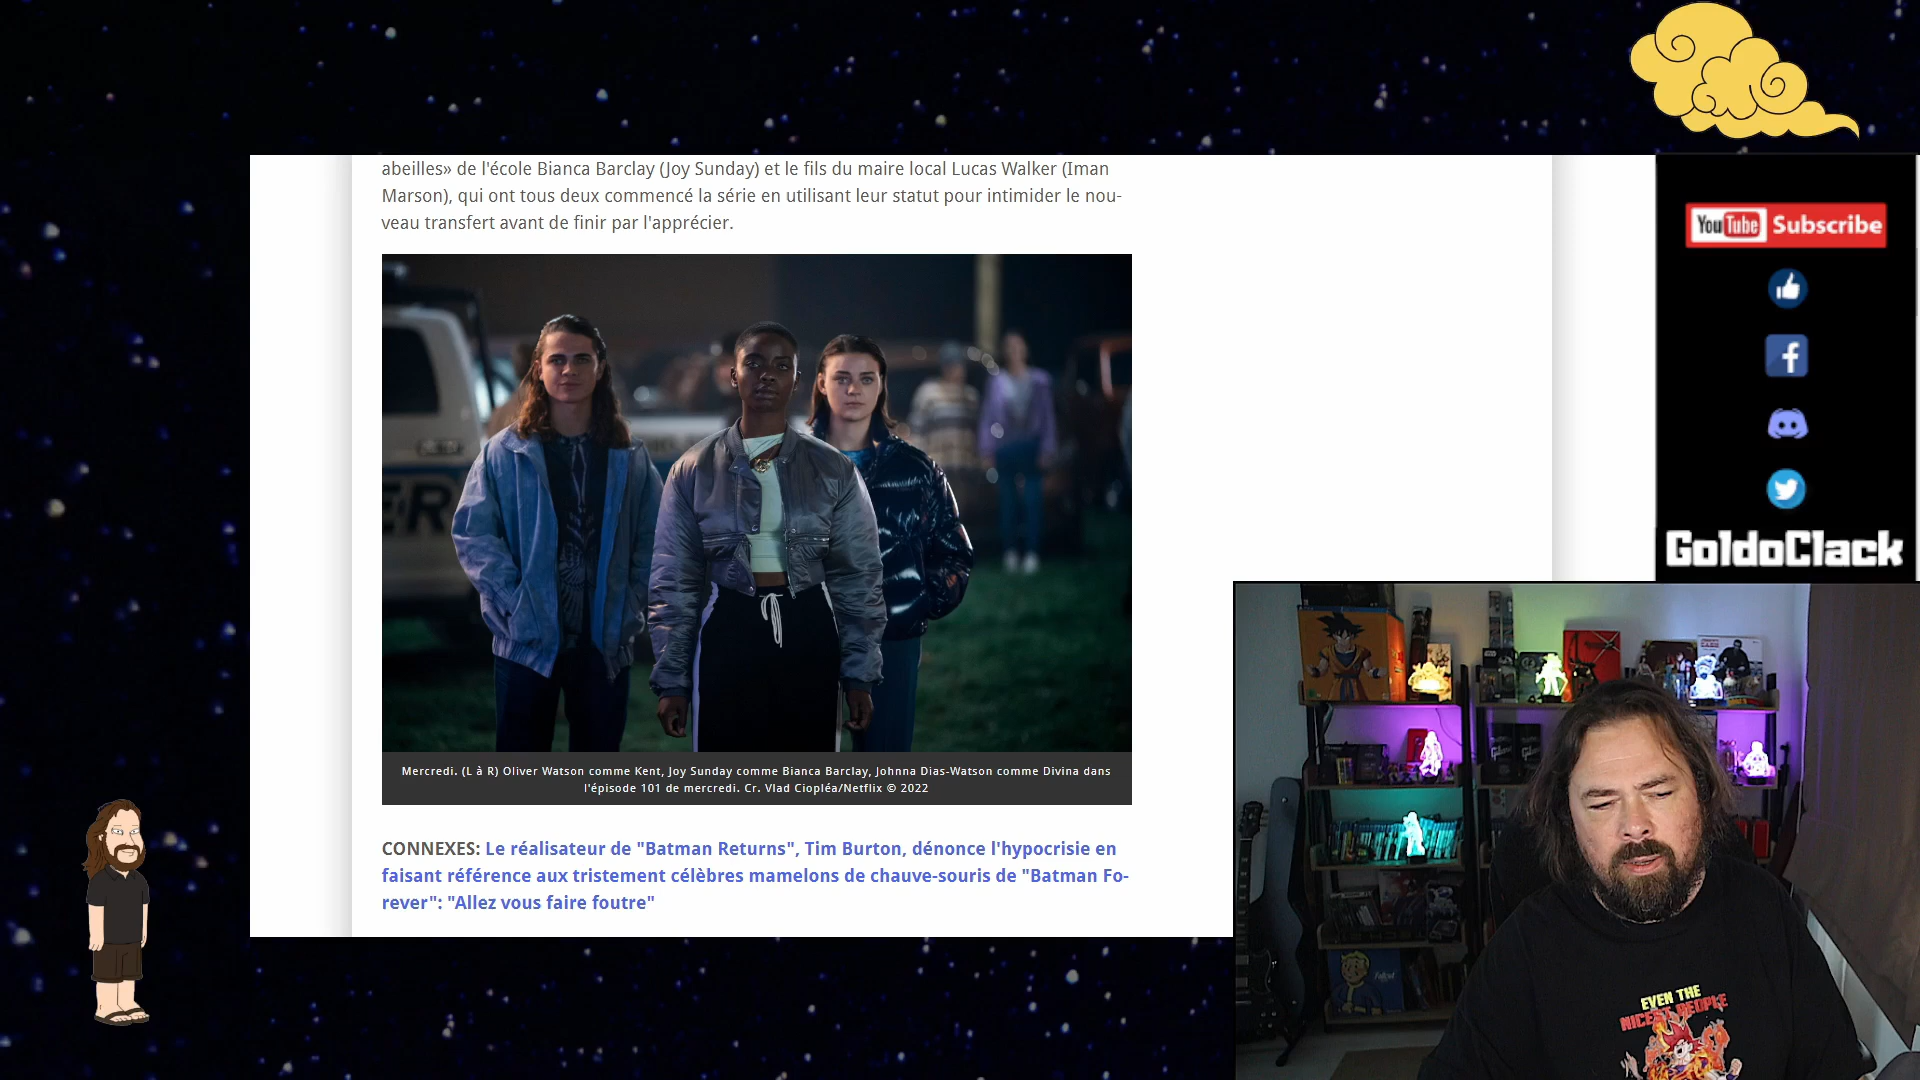 abeilles» de l'école Bianca Barclay (Joy Sunday) et le fils du maire local Lucas Walker (Iman
Marson), qui ont tous deux commencé la série en utilisant leur statut pour intimider le nou-
veau transfert avant de finir par l'apprécier.
Mercredi. (L à R) Oliver Watson comme Kent, Joy Sunday comme Bianca Barclay, Johnna Dias-Watson comme Divina dans
l'épisode 101 de mercredi. Cr. Vlad Ciopléa/Netflix © 2022
CONNEXES: Le réalisateur de "Batman Returns", Tim Burton, dénonce l'hypocrisie en
faisant référence aux tristement célèbres mamelons de chauve-souris de "Batman Fo-
rever": "Allez vous faire foutre"
YouTube Subscribe
GoldoClack
EVEN THE
NICEST PEOPLE